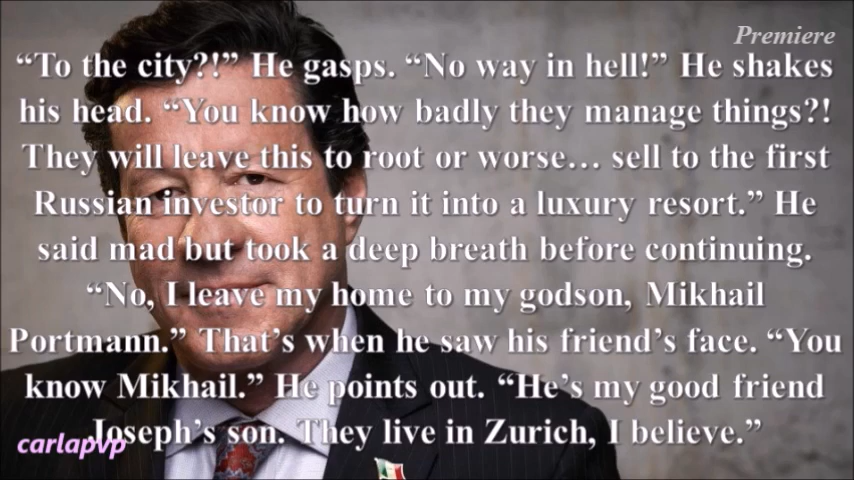 Premiere
“To the city?!” He gasps. “No way in hell!” He shakes
his head. “You know how badly they manage things?!
They will leave this to root or worse… sell to the first
Russian investor to turn it into a luxury resort.” He
said mad but took a deep breath before continuing.
“No, I leave my home to my godson, Mikhail
Portmann.” That’s when he saw his friend’s face. “You
know Mikhail.” He points out. “He’s my good friend
Joseph’s son. They live in Zurich, I believe.”
carlapvp